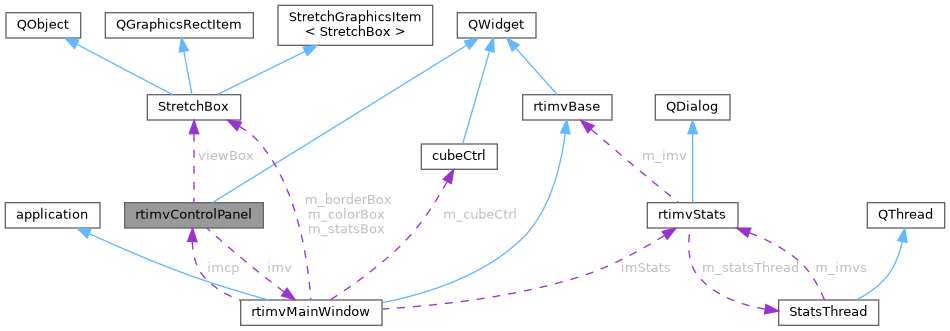 QObject
QGraphicsRectItem
StretchGraphicsItem
< StretchBox >
QWidget
StretchBox
rtimvBase
QDialog
viewBox
cubeCtrl
m_imv
m_borderBox
m_colorBox
m_statsBox
application
rtimvControlPanel
m_cubeCtrl
rtimvStats
QThread
imcp
imv
imStats
m_statsThread
m_imvs
rtimvMainWindow
StatsThread